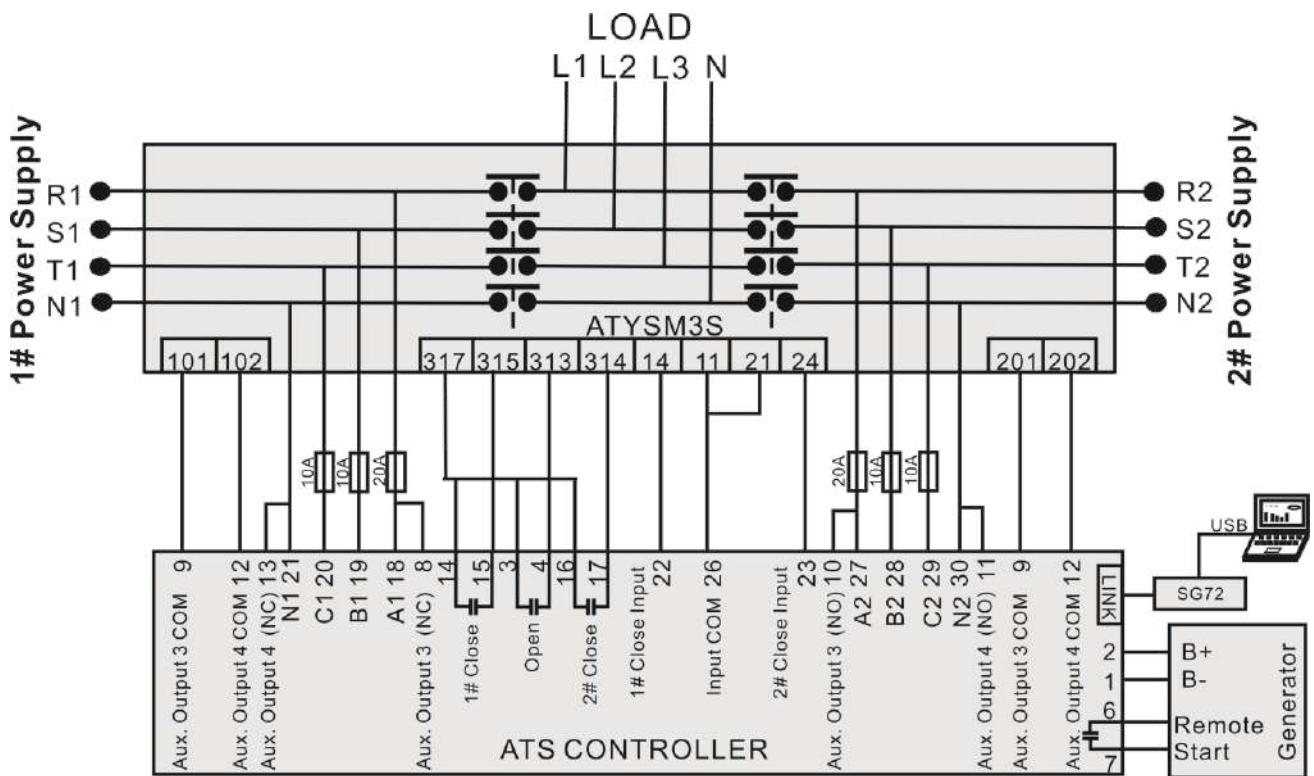 LOAD
L1 L2 L3 N
1# Power Supply
R1
S1
T1
N1
2# Power Supply
R2
S2
T2
N2
ATYSM3S
101 102
317 315 313 314 14 11 21 24
201 202
10A
10A
20A
20A
10A
10A
USB
SG72
LINK
Aux. Output 3 COM 9
Aux. Output 4 COM 12
Aux. Output 4 (NC) 13
N1 21
C1 20
B1 19
A1 18
Aux. Output 3 (NC) 8
14
1# Close 15
3
Open 4
16
2# Close 17
1# Close Input 22
Input COM 26
2# Close Input 23
Aux. Output 3 (NO) 10
A2 27
B2 28
C2 29
N2 30
Aux. Output 4 (NO) 11
Aux. Output 3 COM 9
Aux. Output 4 COM 12
2
1
6
7
B+
B-
Remote
Start
Generator
ATS CONTROLLER